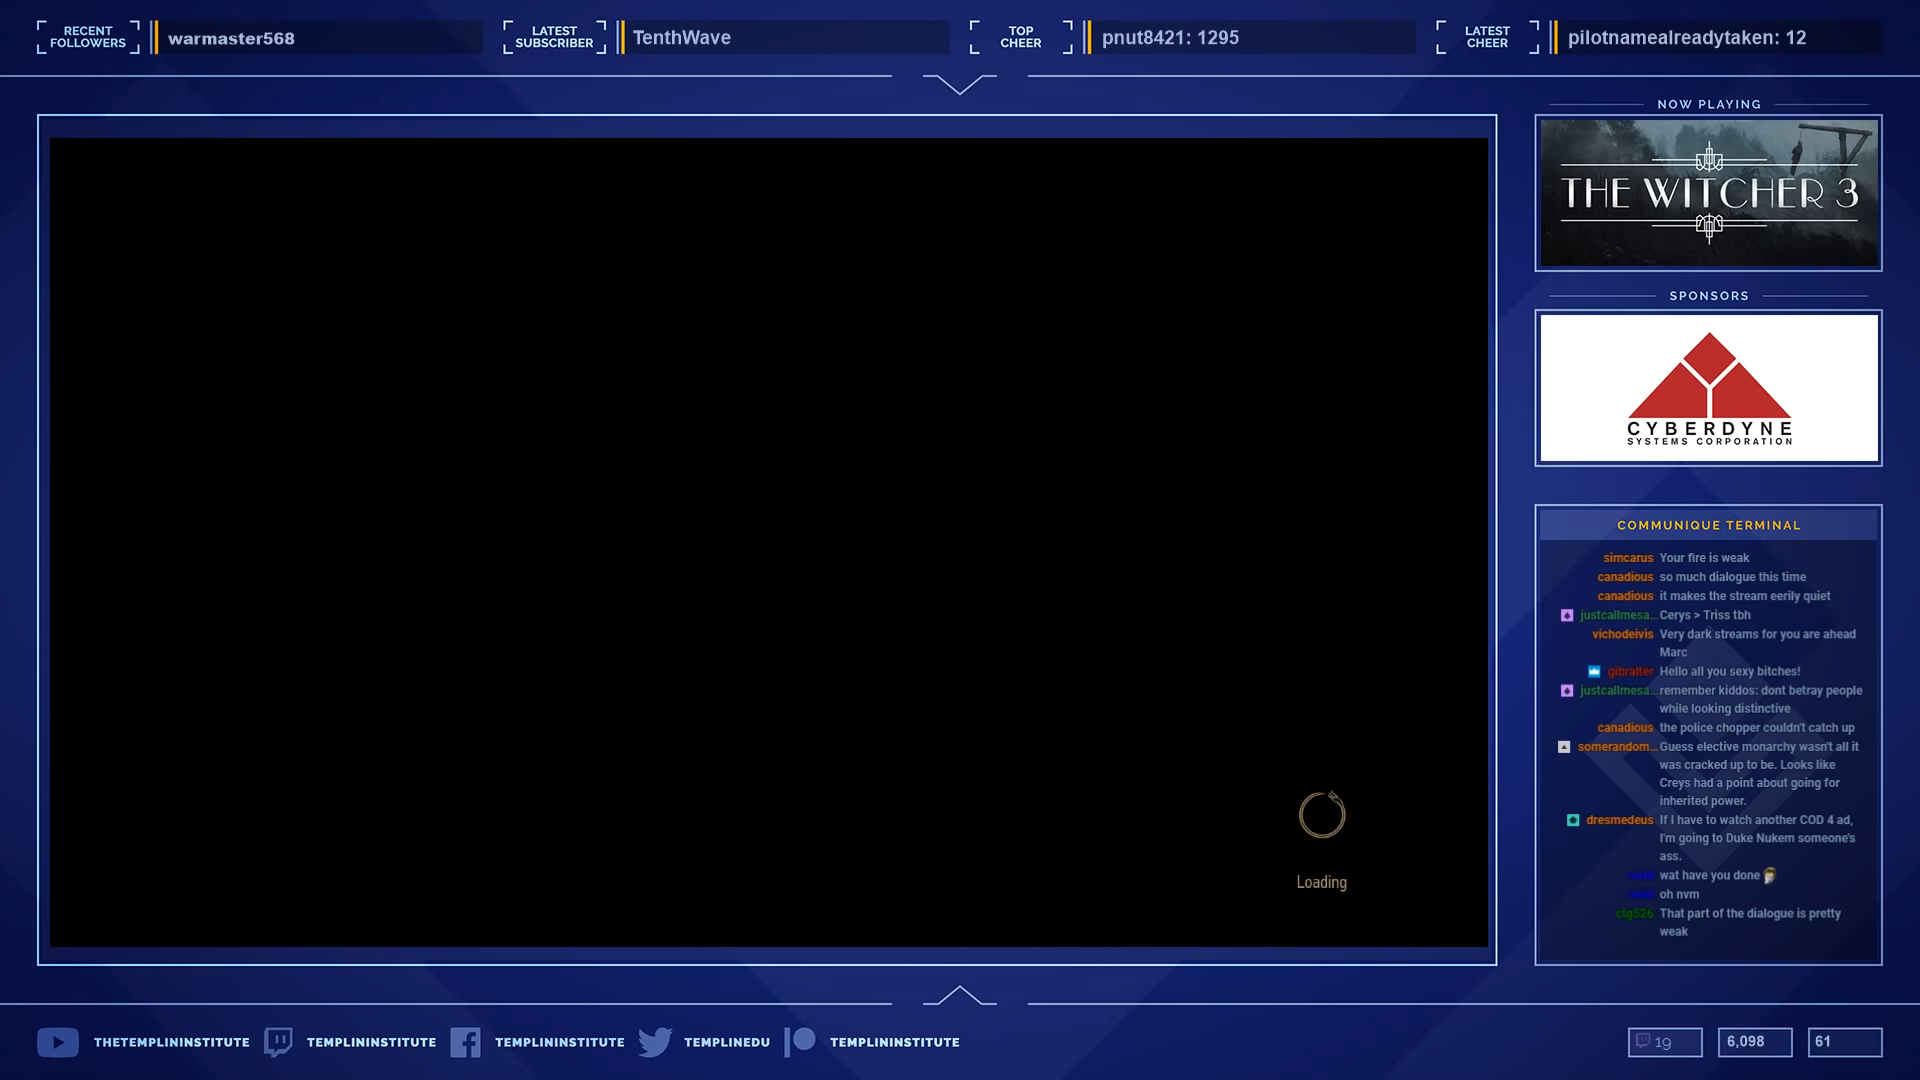 RECENT
FOLLOWERS
warmaster568
LATEST
SUBSCRIBER
TenthWave
TOP
CHEER
pnut8421: 1295
LATEST
CHEER
pilotnamealreadytaken: 12
NOW PLAYING
THE WITCHER 3
SPONSORS
CYBERDYNE
SYSTEMS CORPORATION
COMMUNIQUE TERMINAL
simcarus Your fire is weak
canadious so much dialogue this time
canadious it makes the stream eerily quiet
justcallmesa... Cerys > Triss tbh
vichodeivis Very dark streams for you are ahead
Marc
gibralter Hello all you sexy bitches!
justcallmesa... remember kiddos: dont betray people
while looking distinctive
canadious the police chopper couldn't catch up
somerandom... Guess elective monarchy wasn't all it
was cracked up to be. Looks like
Creys had a point about going for
inherited power.
dresmedeus If I have to watch another COD 4 ad,
I'm going to Duke Nukem someone's
ass.
wat have you done
oh nvm
ctg526 That part of the dialogue is pretty
weak
Loading
THETEMPLININSTITUTE
TEMPLININSTITUTE
TEMPLININSTITUTE
TEMPLINEDU
TEMPLININSTITUTE
19
6,098
61